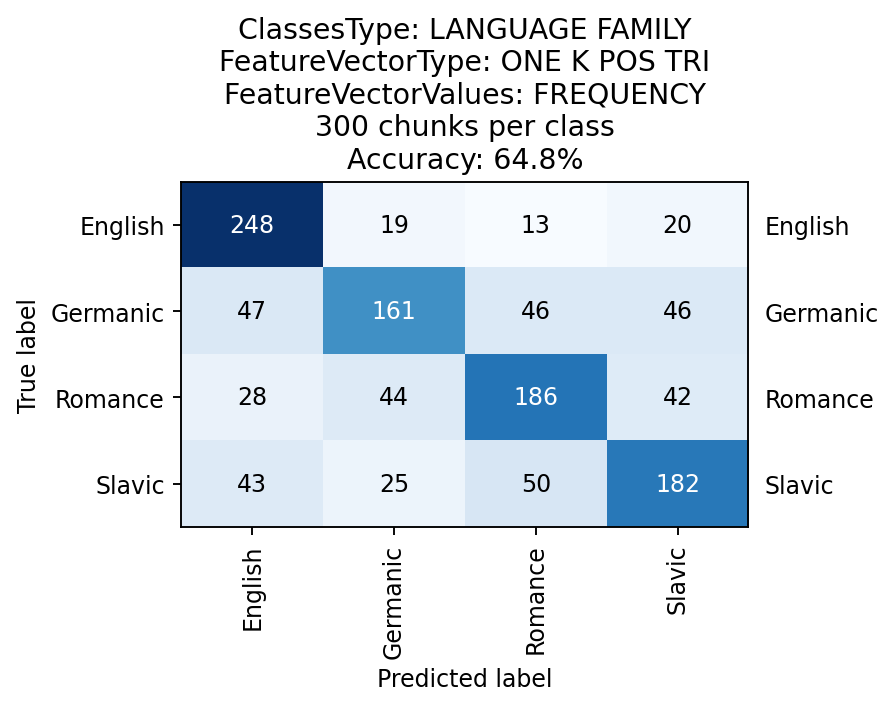 ClassesType: LANGUAGE FAMILY
FeatureVectorType: ONE K POS TRI
FeatureVectorValues: FREQUENCY
300 chunks per class
Accuracy: 64.8%
English 248 19 13 20 English
Germanic 47 161 46 46 Germanic
Romance 28 44 186 42 Romance
Slavic 43 25 50 182 Slavic
True label
English Germanic Romance Slavic
Predicted label